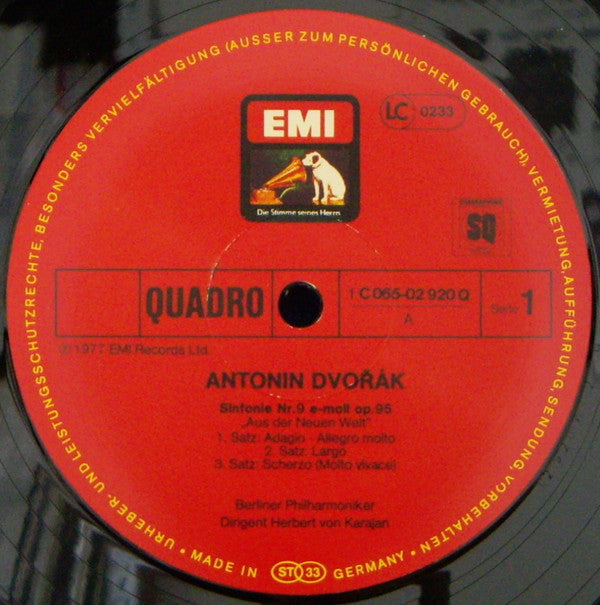 URHEBER- UND LEISTUNGSSCHUTZRECHTE, BESONDERS VERVIELFÄLTIGUNG (AUSSER ZUM PERSÖNLICHEN GEBRAUCH), VERMIETUNG, AUFFÜHRUNG, SENDUNG, VORBEHALTEN
EMI
Die Stimme seines Herrn
LC 0233
SQ
QUADRO
1 C 065-02 920 Q
A
Seite 1
℗ 1977 EMI Records Ltd.
ANTONIN DVOŘÁK
Sinfonie Nr.9 e-moll op.95
„Aus der Neuen Welt"
1. Satz: Adagio - Allegro molto
2. Satz: Largo
3. Satz: Scherzo (Molto vivace)
Berliner Philharmoniker
Dirigent Herbert von Karajan
• MADE IN ST 33 GERMANY •